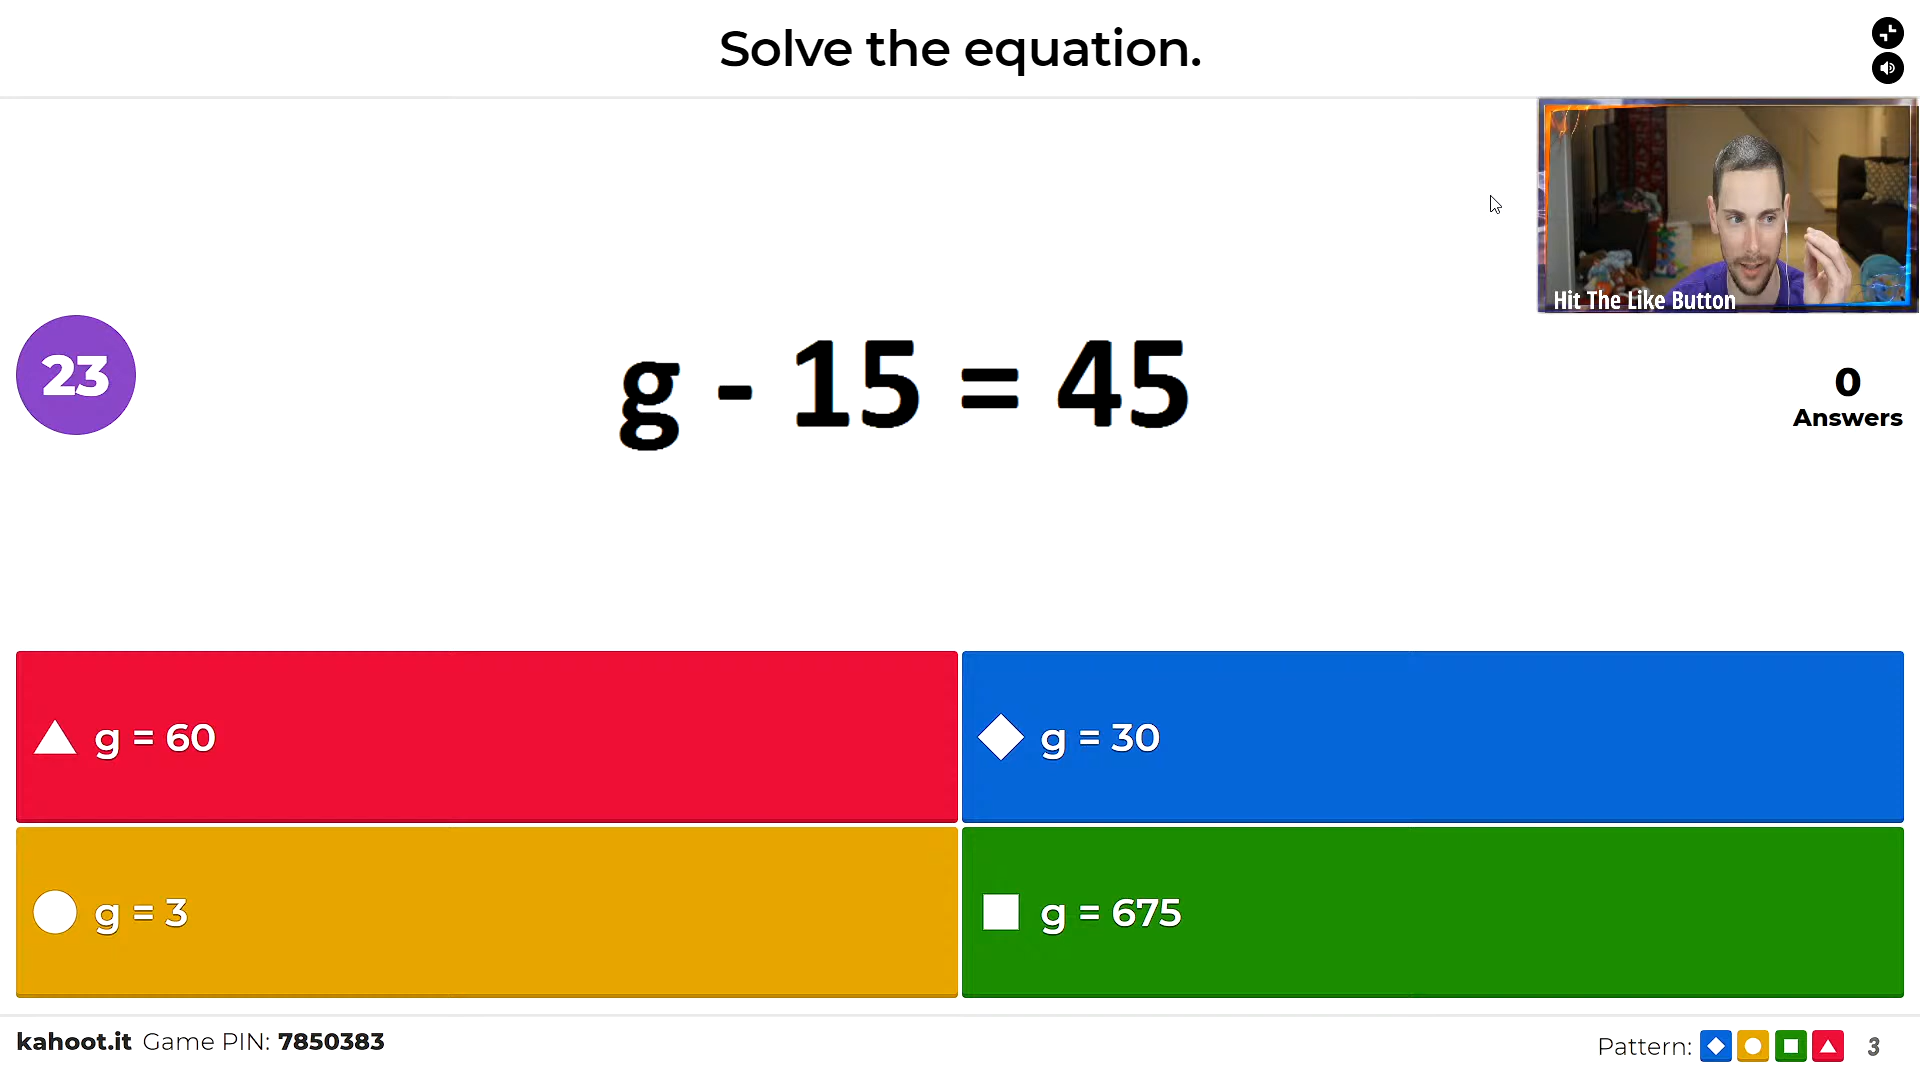 Solve the equation.
Hit The Like Button
23
g - 15 = 45
0
Answers
g = 60
g = 30
g = 3
g = 675
kahoot.it Game PIN: 7850383
Pattern: 3